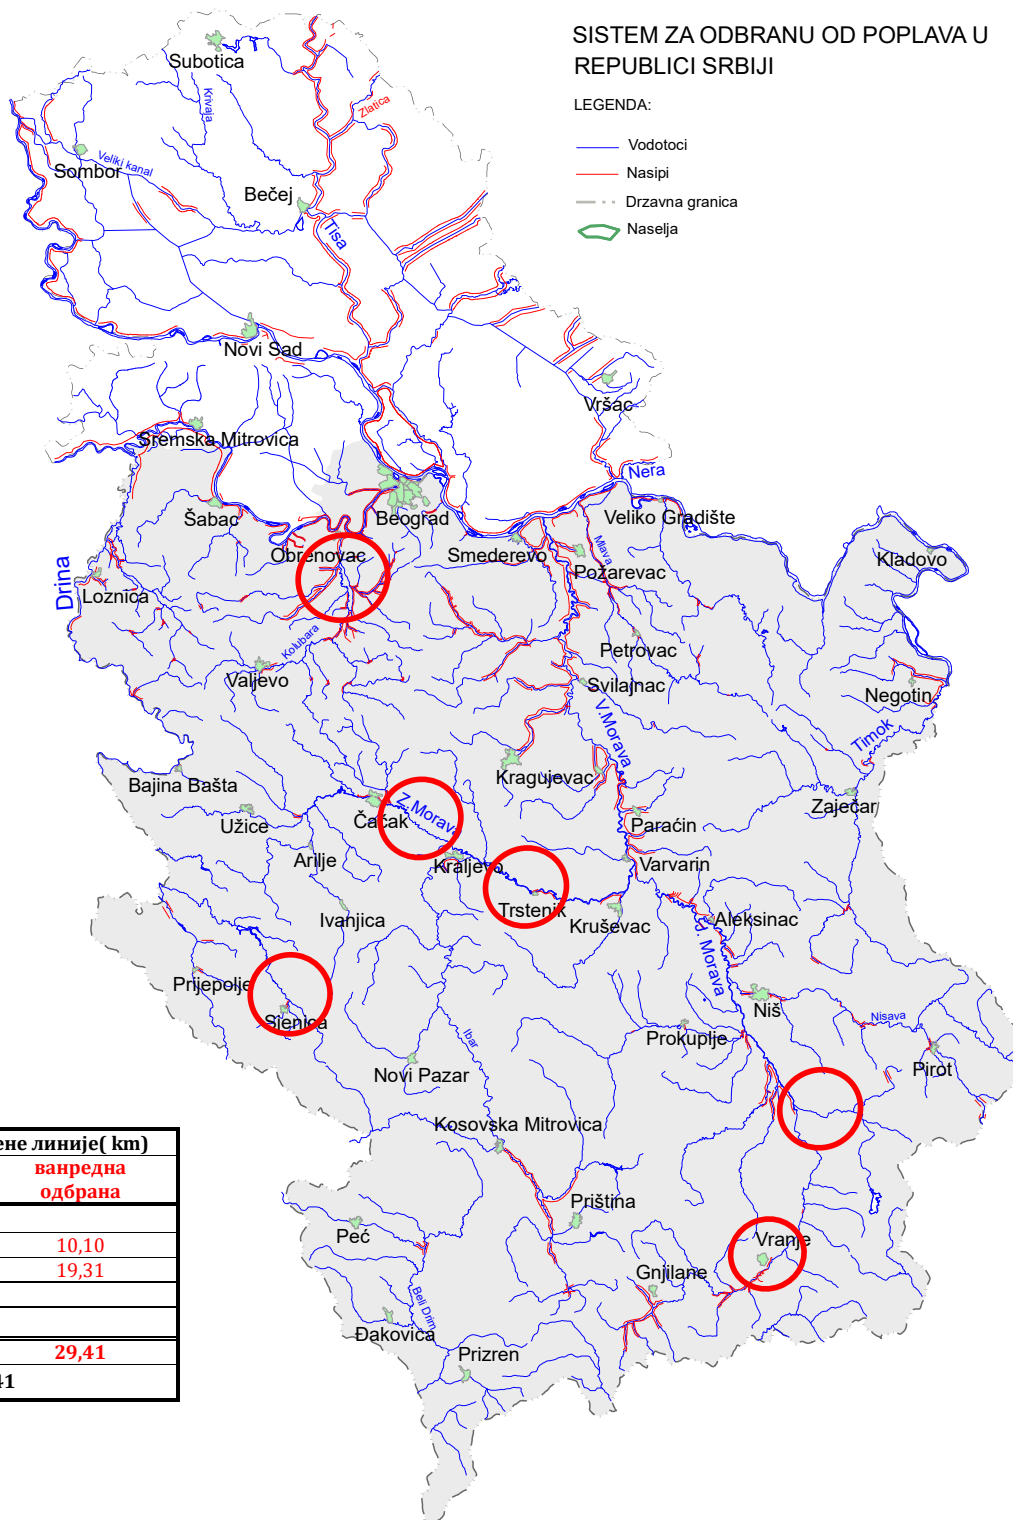 SISTEM ZA ODBRANU OD POPLAVA U
REPUBLICI SRBIJI
LEGENDA:
Vodotoci
Nasipi
Drzavna granica
Naselja
Subotica
Krivaja
Zlatica
Sombor
Veliki kanal
Bečej
Tisa
Novi Sad
Vršac
Sremska Mitrovica
Nera
Šabac
Beograd
Veliko Gradište
Obrenovac
Smederevo
Mlava
Požarevac
Kladovo
Drina
Loznica
Kolubara
Petrovac
Valjevo
Svilajnac
Negotin
V.Morava
Timok
Bajina Bašta
Kragujevac
Z.Morava
Čačak
Užice
Zaječar
Paraćin
Arilje
Kraljevo
Varvarin
Trstenik
Ivanjica
Kruševac
Aleksinac
J. Morava
Prijepolje
Sjenica
Niš
Nisava
Ibar
Prokuplje
Novi Pazar
Pirot
Kosovska Mitrovica
Priština
Peć
Vranje
Gnjilane
Beli Drim
Đakovica
Prizren
ене линије( km)
ванредна
одбрана
10,10
19,31
29,41
41